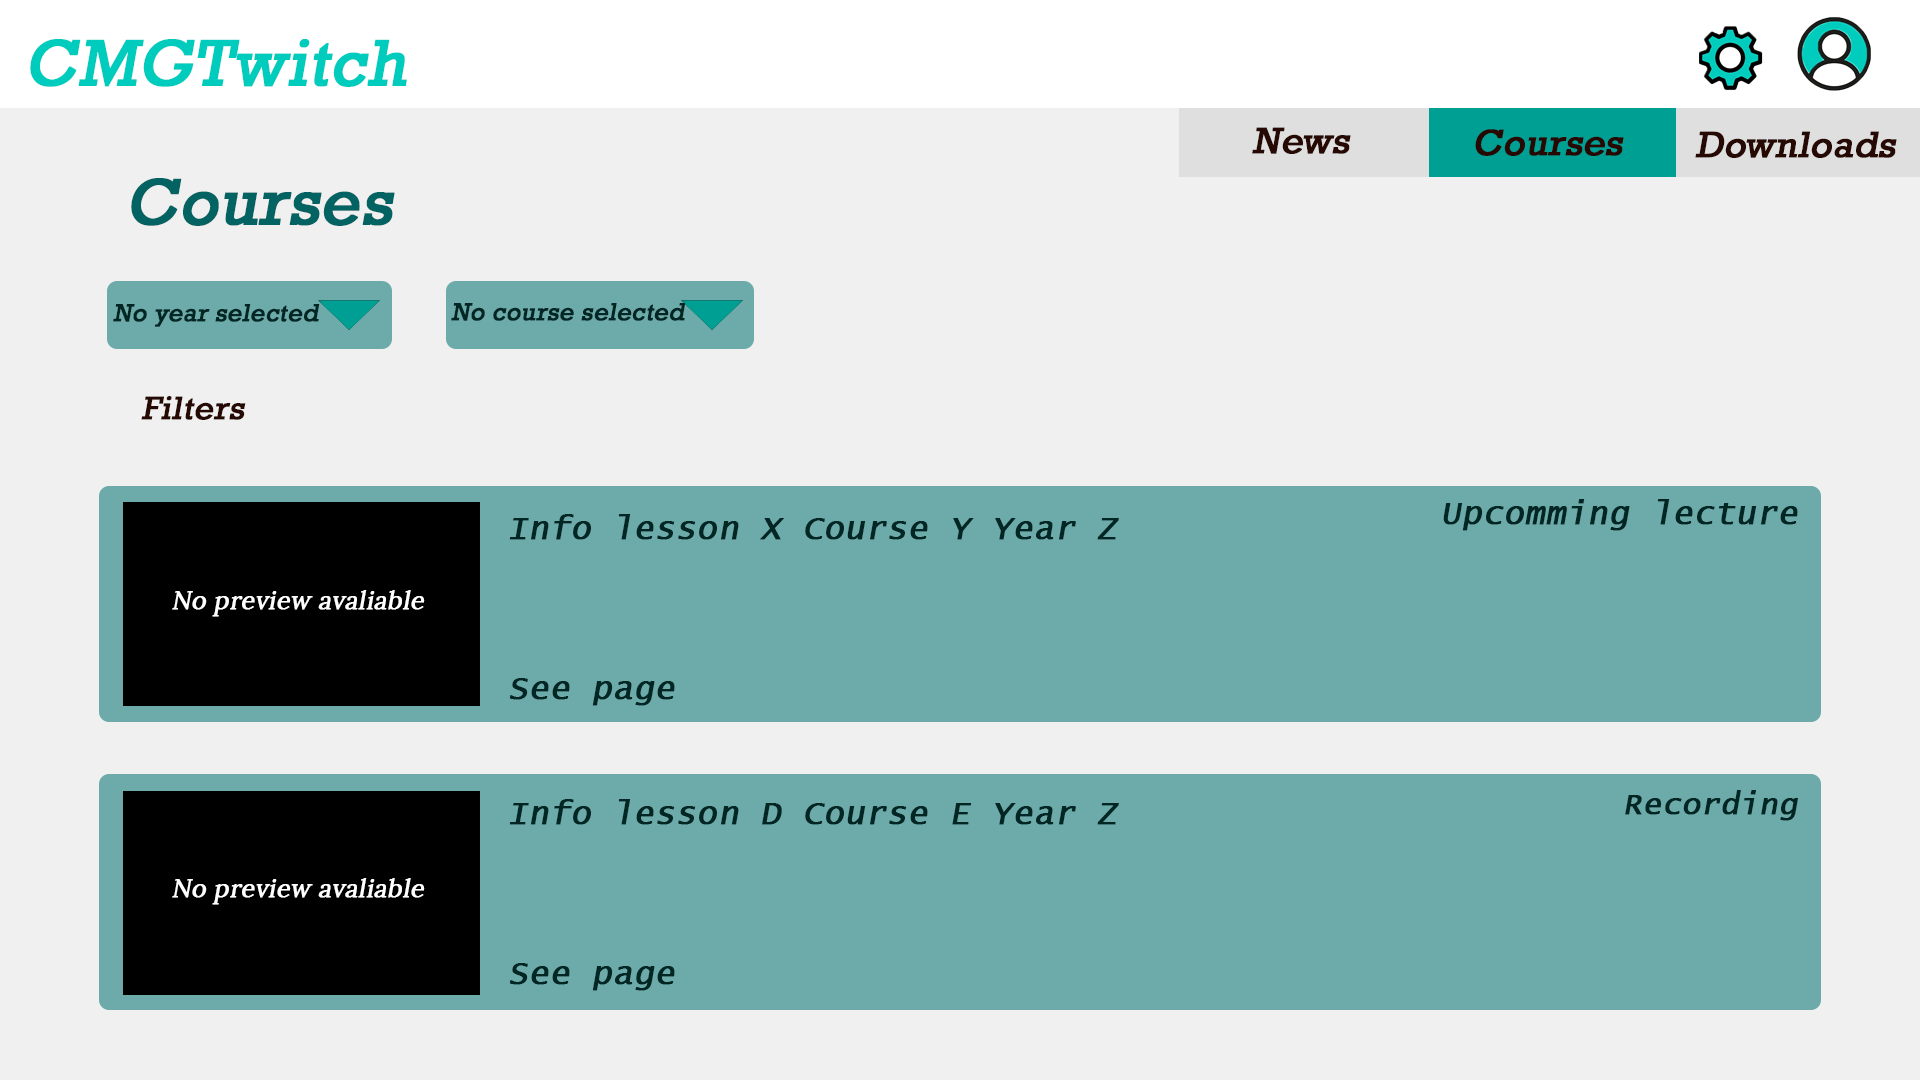 CMGTwitch
News
Courses
Downloads
Courses
No year selected
No course selected
Filters
No preview avaliable
Info lesson X Course Y Year Z
Upcomming lecture
See page
No preview avaliable
Info lesson D Course E Year Z
Recording
See page